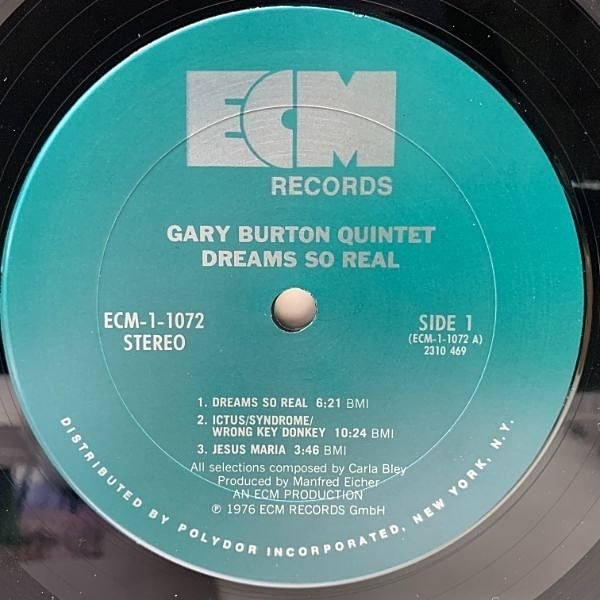 ECM
RECORDS
GARY BURTON QUINTET
DREAMS SO REAL
ECM-1-1072
STEREO
SIDE 1
(ECM-1-1072 A)
2310 469
1. DREAMS SO REAL 6:21 BMI
2. ICTUS/SYNDROME/
WRONG KEY DONKEY 10:24 BMI
3. JESUS MARIA 3:46 BMI
All selections composed by Carla Bley
Produced by Manfred Eicher
AN ECM PRODUCTION
℗ 1976 ECM RECORDS GmbH
DISTRIBUTED BY POLYDOR INCORPORATED, NEW YORK, N.Y.